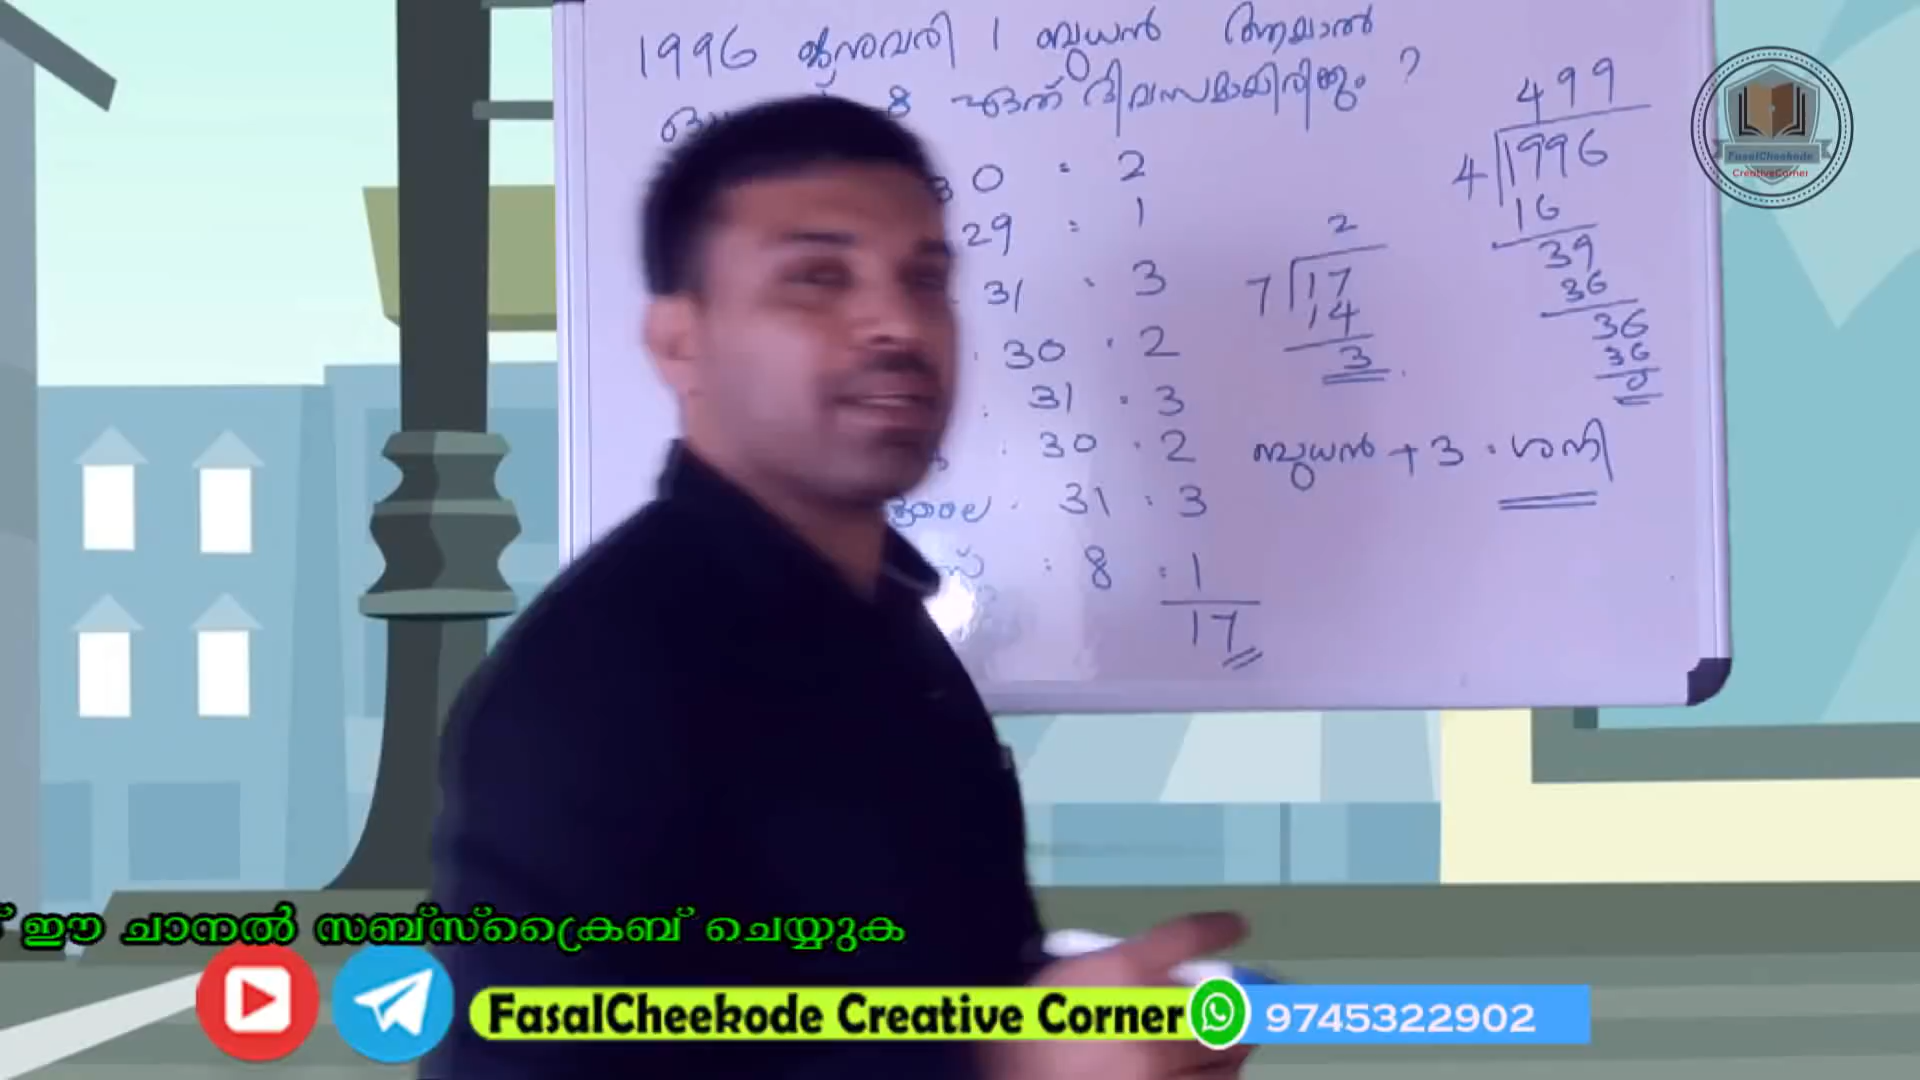 1996 ജനുവരി 1 ബുധൻ ആയാൽ
8 ഏത് ദിവസമായിരിക്കും ?
30 : 2
29 : 1
31 : 3
30 : 2
31 : 3
30 : 2
31 : 3
8 : 1
17
2
7 17
14
3
499
4 1996
16
39
36
36
36
0
ബുധൻ + 3 = ശനി
FasalCheekode
CreativeCorner
ഈ ചാനൽ സബ്സ്ക്രൈബ് ചെയ്യുക
FasalCheekode Creative Corner 9745322902